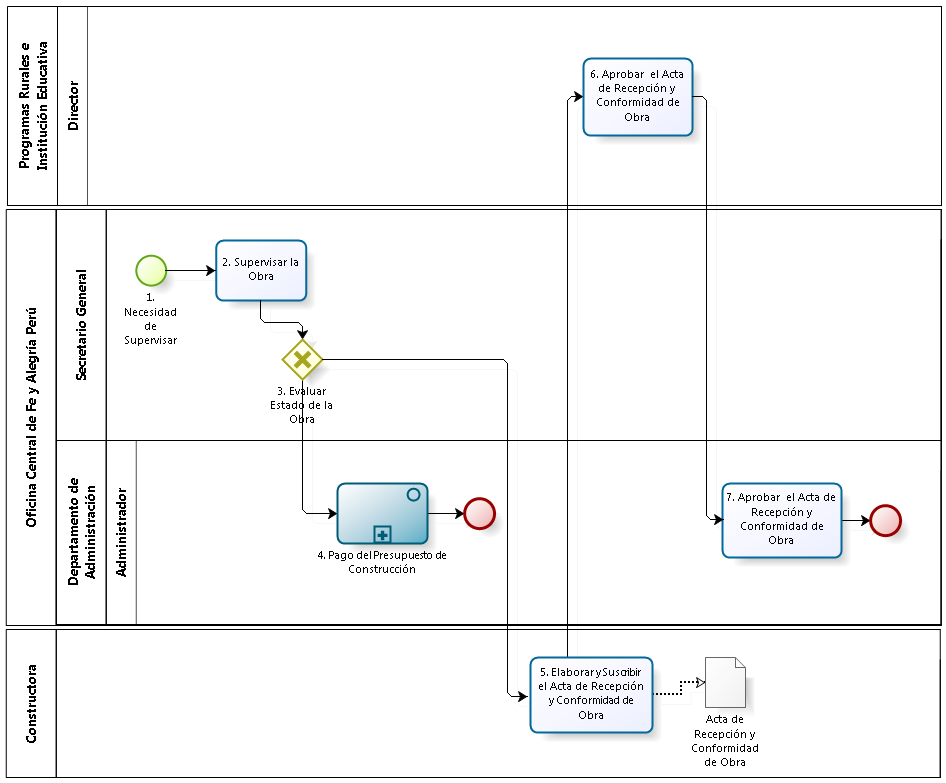 Programas Rurales e
Institución Educativa
Director
6. Aprobar el Acta
de Recepción y
Conformidad de
Obra
Oficina Central de Fe y Alegría Perú
Secretario General
1.
Necesidad
de
Supervisar
2. Supervisar la
Obra
3. Evaluar
Estado de la
Obra
Departamento de
Administración
Administrador
4. Pago del Presupuesto de
Construcción
7. Aprobar el Acta de
Recepción y
Conformidad de
Obra
Constructora
5. Elaborar y Suscribir
el Acta de Recepción
y Conformidad de
Obra
Acta de
Recepción y
Conformidad
de Obra